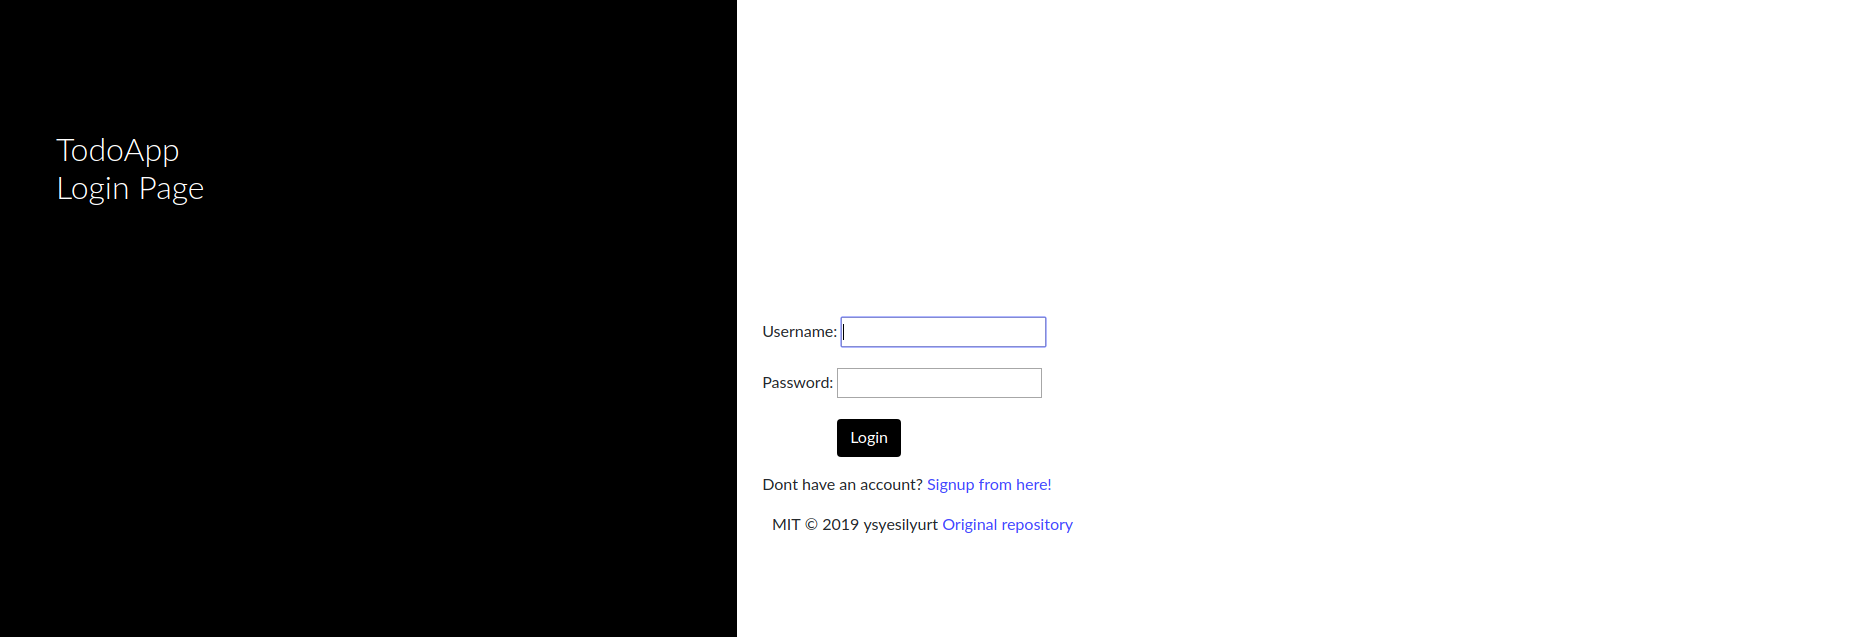 TodoApp
Login Page
Username:
Password:
Login
Dont have an account? Signup from here!
MIT © 2019 ysyesilyurt Original repository